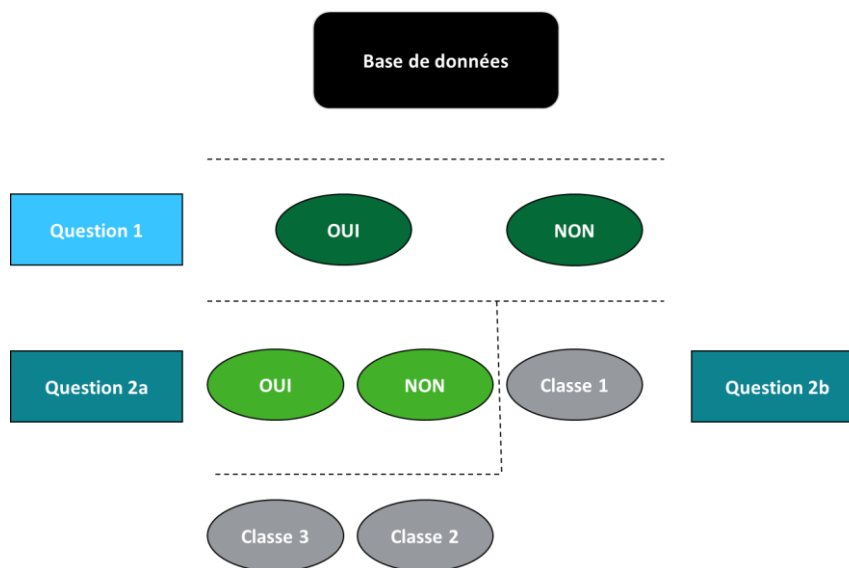 Base de données
Question 1
OUI
NON
Question 2a
OUI
NON
Classe 1
Question 2b
Classe 3
Classe 2